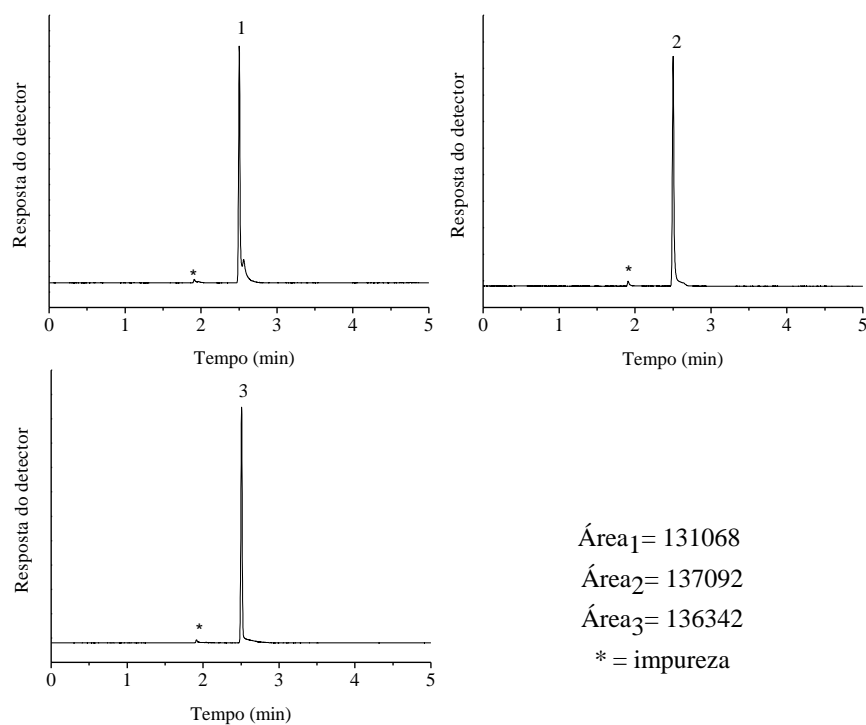 1
Resposta do detector
*
0 1 2 3 4 5
Tempo (min)
2
Resposta do detector
*
0 1 2 3 4 5
Tempo (min)
3
Resposta do detector
*
0 1 2 3 4 5
Tempo (min)
Área1= 131068
Área2= 137092
Área3= 136342
* = impureza